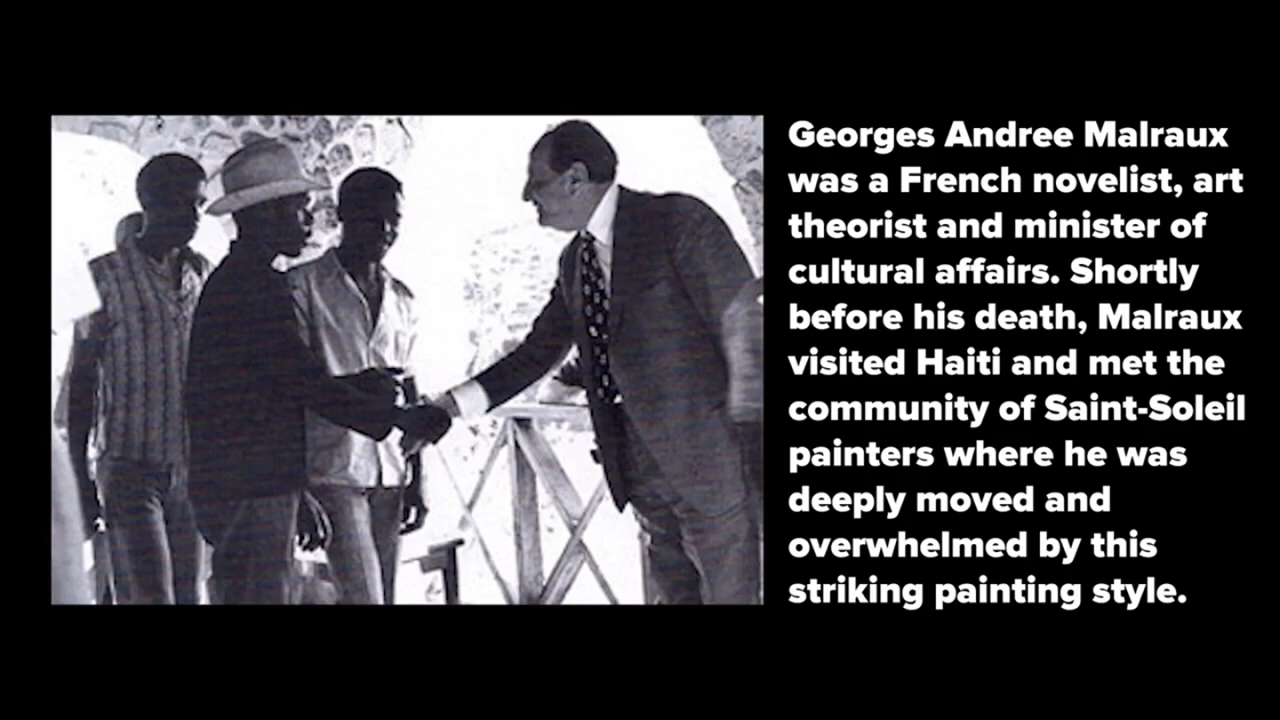 Georges Andree Malraux
was a French novelist, art
theorist and minister of
cultural affairs. Shortly
before his death, Malraux
visited Haiti and met the
community of Saint-Soleil
painters where he was
deeply moved and
overwhelmed by this
striking painting style.